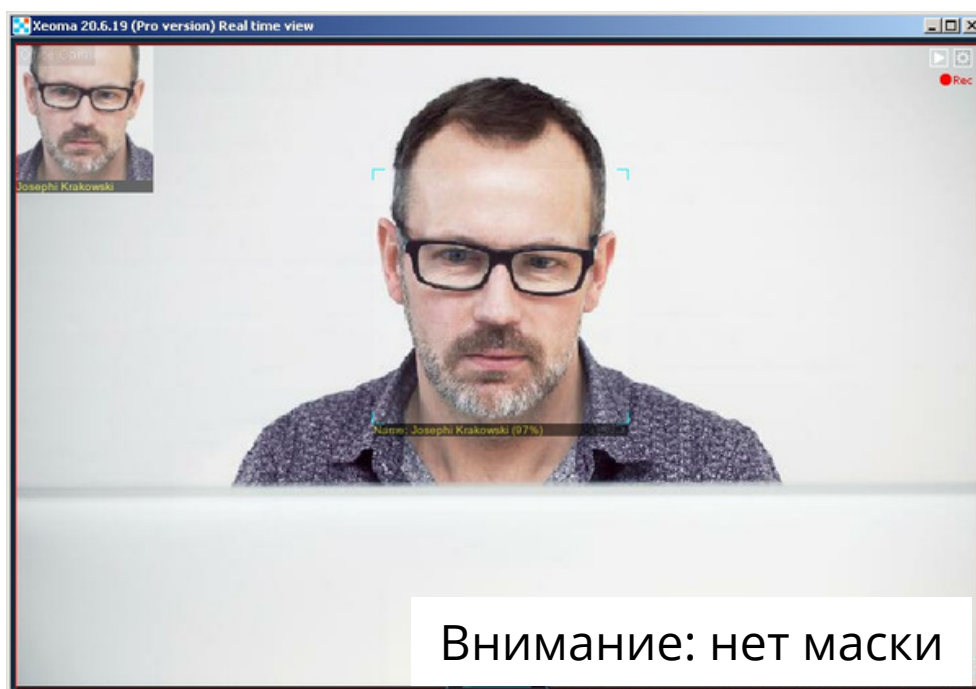 Xeoma 20.6.19 (Pro version) Real time view
Rec
Josephi Krakowski
Name: Josephi Krakowski (97%)
Внимание: нет маски